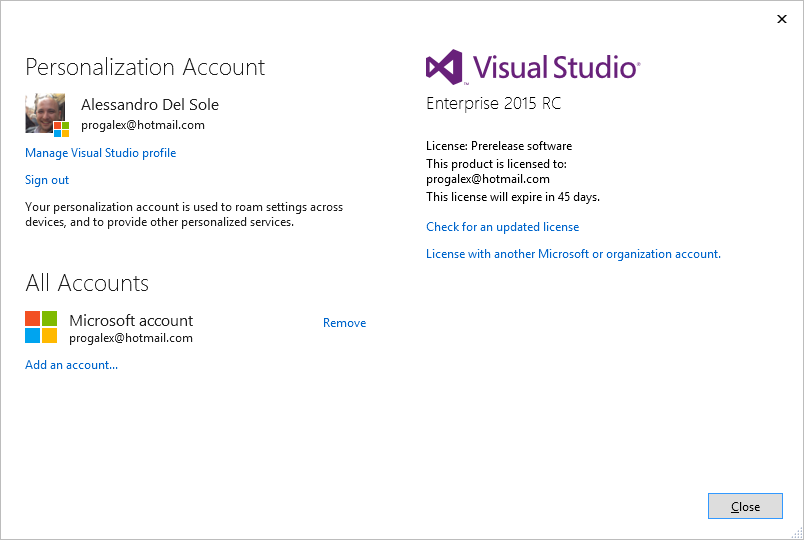 Personalization Account
Alessandro Del Sole
progalex@hotmail.com
Manage Visual Studio profile
Sign out
Your personalization account is used to roam settings across
devices, and to provide other personalized services.
All Accounts
Microsoft account
Remove
progalex@hotmail.com
Add an account...
Visual Studio®
™
Enterprise 2015 RC
License: Prerelease software
This product is licensed to:
progalex@hotmail.com
This license will expire in 45 days.
Check for an updated license
License with another Microsoft or organization account.
Close